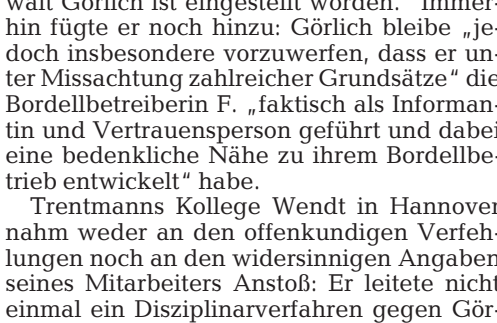 walt Görlich ist eingestellt worden.“ Immer-
hin fügte er noch hinzu: Görlich bleibe „je-
doch insbesondere vorzuwerfen, dass er un-
ter Missachtung zahlreicher Grundsätze“ die
Bordellbetreiberin F. „faktisch als Informan-
tin und Vertrauensperson geführt und dabei
eine bedenkliche Nähe zu ihrem Bordellbe-
trieb entwickelt“ habe.
Trentmanns Kollege Wendt in Hannover
nahm weder an den offenkundigen Verfeh-
lungen noch an den widersinnigen Angaben
seines Mitarbeiters Anstoß: Er leitete nicht
einmal ein Disziplinarverfahren gegen Gör-